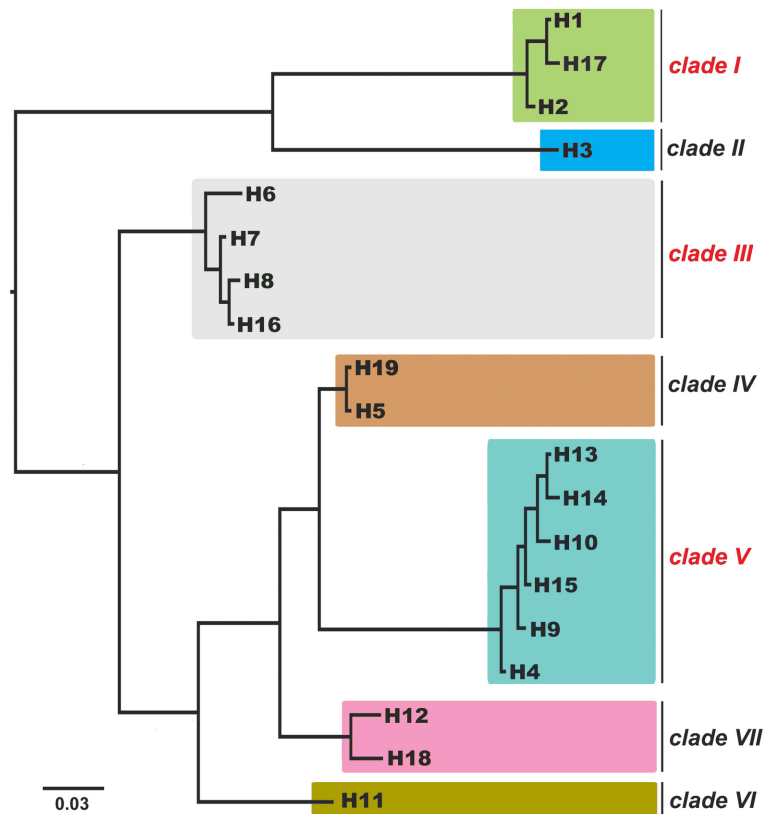 H1
H17
clade I
H2
H3
clade II
H6
H7
clade III
H8
H16
H19
clade IV
H5
H13
H14
H10
clade V
H15
H9
H4
H12
clade VII
H18
H11
clade VI
0.03